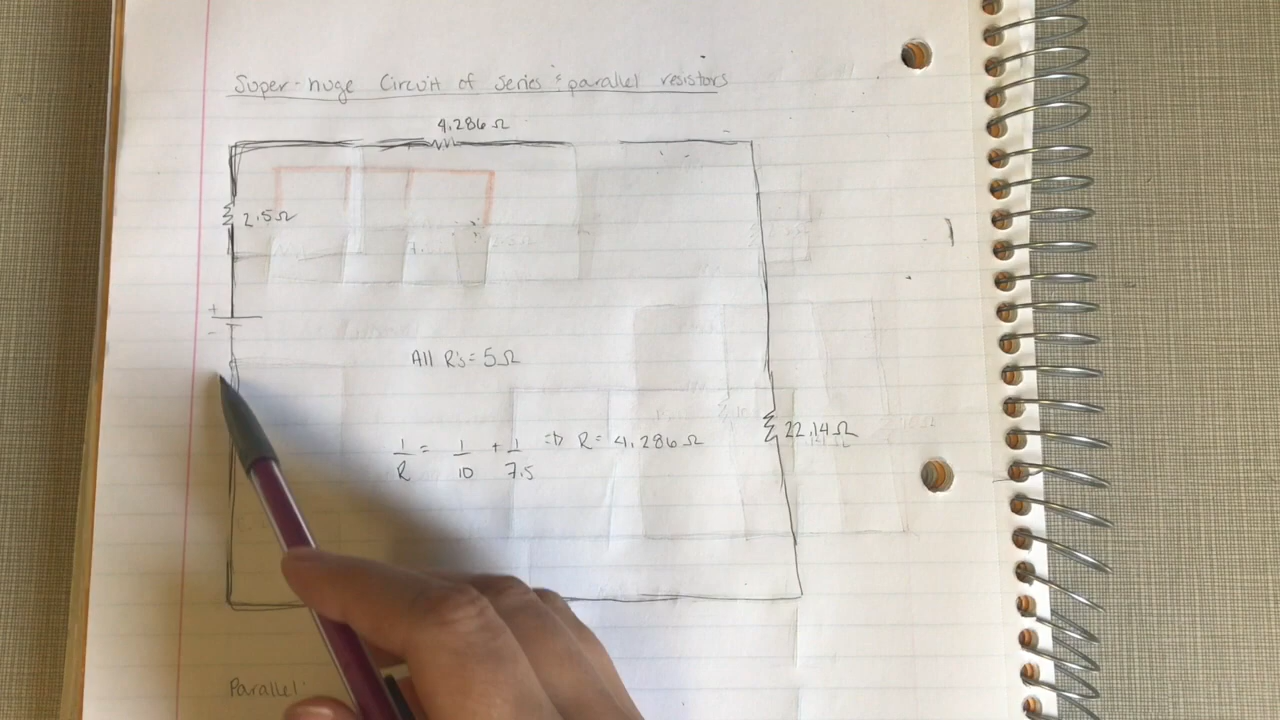 Super-huge Circuit of series & parallel resistors
4.286 Ω
2.5 Ω
+
-
All R's = 5 Ω
1/R = 1/10 + 1/7.5 => R = 4.286 Ω
22.14 Ω
Parallel: